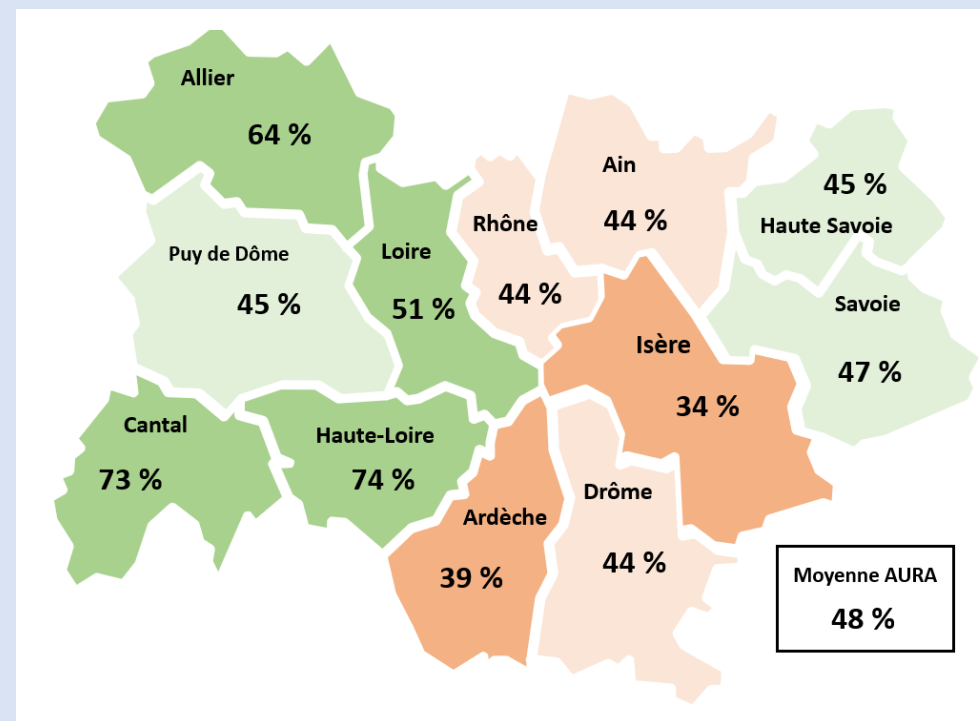 Allier
64 %
Puy de Dôme
45 %
Loire
51 %
Rhône
44 %
Ain
44 %
45 %
Haute Savoie
Savoie
47 %
Isère
34 %
Cantal
73 %
Haute-Loire
74 %
Ardèche
39 %
Drôme
44 %
Moyenne AURA
48 %